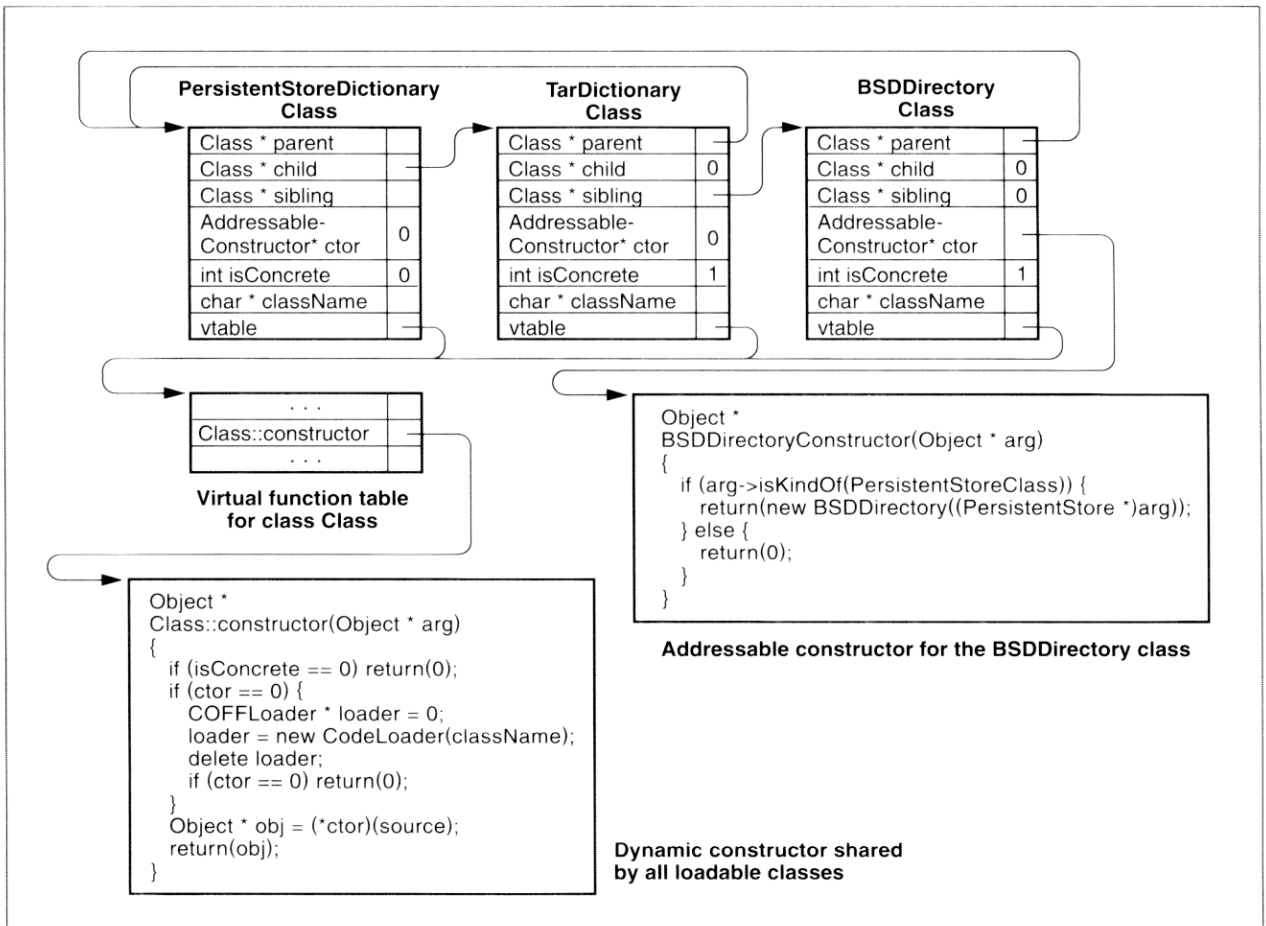 PersistentStoreDictionary
Class
Class * parent
Class * child
Class * sibling
Addressable-
Constructor* ctor 0
int isConcrete 0
char * className
vtable
TarDictionary
Class
Class * parent
Class * child 0
Class * sibling
Addressable-
Constructor* ctor 0
int isConcrete 1
char * className
vtable
BSDDirectory
Class
Class * parent
Class * child 0
Class * sibling 0
Addressable-
Constructor* ctor
int isConcrete 1
char * className
vtable
. . .
Class::constructor
. . .
Virtual function table
for class Class
Object *
BSDDirectoryConstructor(Object * arg)
{
if (arg->isKindOf(PersistentStoreClass)) {
return(new BSDDirectory((PersistentStore *)arg));
} else {
return(0);
}
}
Addressable constructor for the BSDDirectory class
Object *
Class::constructor(Object * arg)
{
if (isConcrete == 0) return(0);
if (ctor == 0) {
COFFLoader * loader = 0;
loader = new CodeLoader(className);
delete loader;
if (ctor == 0) return(0);
}
Object * obj = (*ctor)(source);
return(obj);
}
Dynamic constructor shared
by all loadable classes